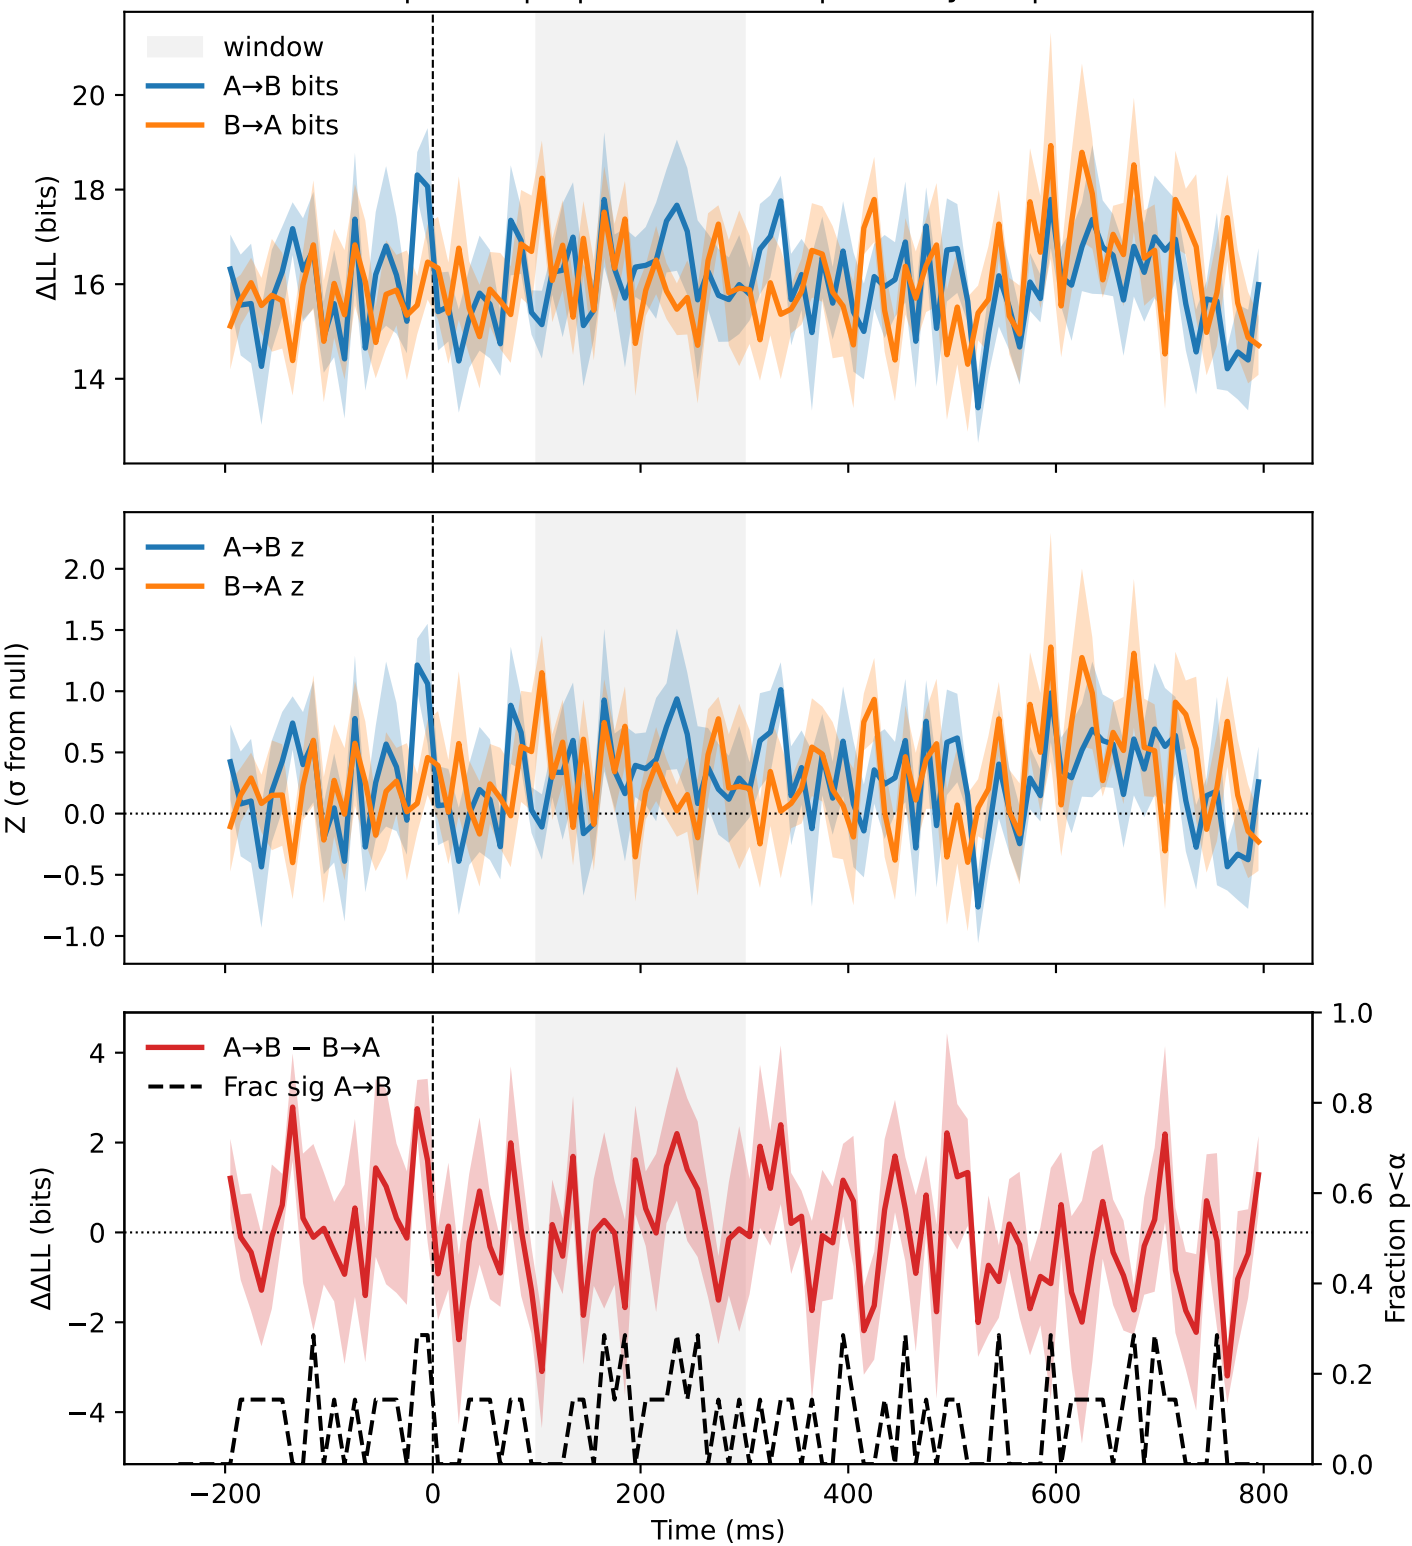 window
A→B bits
B→A bits
ΔLL (bits)
20
18
16
14
A→B z
B→A z
Z (σ from null)
2.0
1.5
1.0
0.5
0.0
−0.5
−1.0
A→B − B→A
Frac sig A→B
ΔΔLL (bits)
4
2
0
−2
−4
1.0
0.8
0.6
0.4
0.2
0.0
Fraction p<α
−200
0
200
400
600
800
Time (ms)